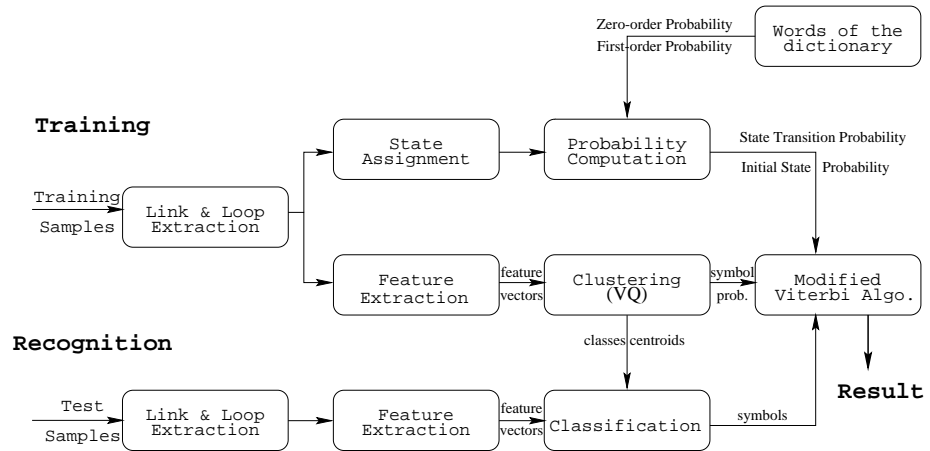 Zero-order Probability
First-order Probability
Words of the
dictionary
Training
State
Assignment
Probability
Computation
State Transition Probability
Initial State Probability
Training
Samples
Link & Loop
Extraction
Feature
Extraction
feature
vectors
Clustering
(VQ)
symbol
prob.
Modified
Viterbi Algo.
Recognition
classes centroids
Result
Test
Samples
Link & Loop
Extraction
Feature
Extraction
feature
vectors
Classification
symbols